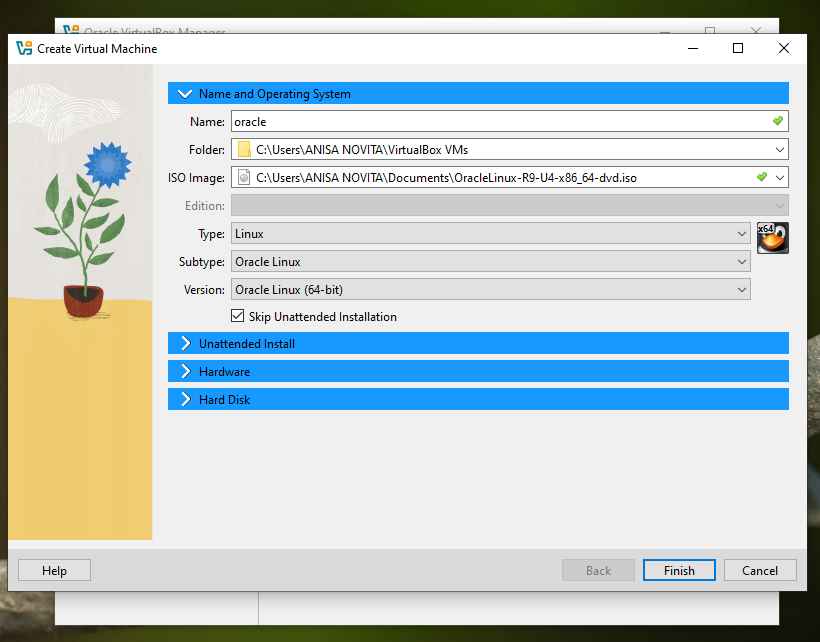 Oracle VirtualBox Manager
Create Virtual Machine
Name and Operating System
Name: oracle
Folder: C:\Users\ANISA NOVITA\VirtualBox VMs
ISO Image: C:\Users\ANISA NOVITA\Documents\OracleLinux-R9-U4-x86_64-dvd.iso
Edition:
Type: Linux
x64
Subtype: Oracle Linux
Version: Oracle Linux (64-bit)
Skip Unattended Installation
Unattended Install
Hardware
Hard Disk
Help Back Finish Cancel